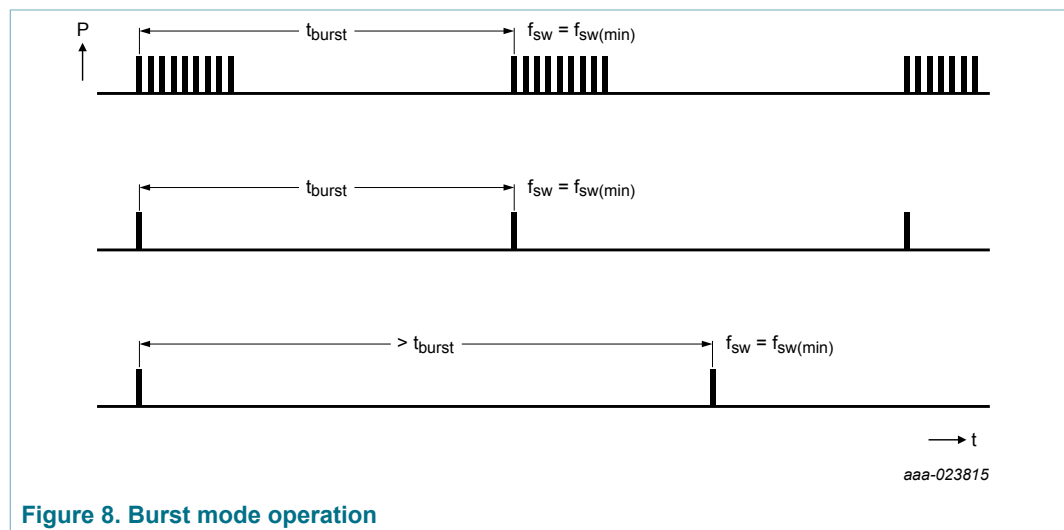 P
t_burst
f_sw = f_sw(min)
t_burst
f_sw = f_sw(min)
> t_burst
f_sw = f_sw(min)
t
aaa-023815
Figure 8. Burst mode operation